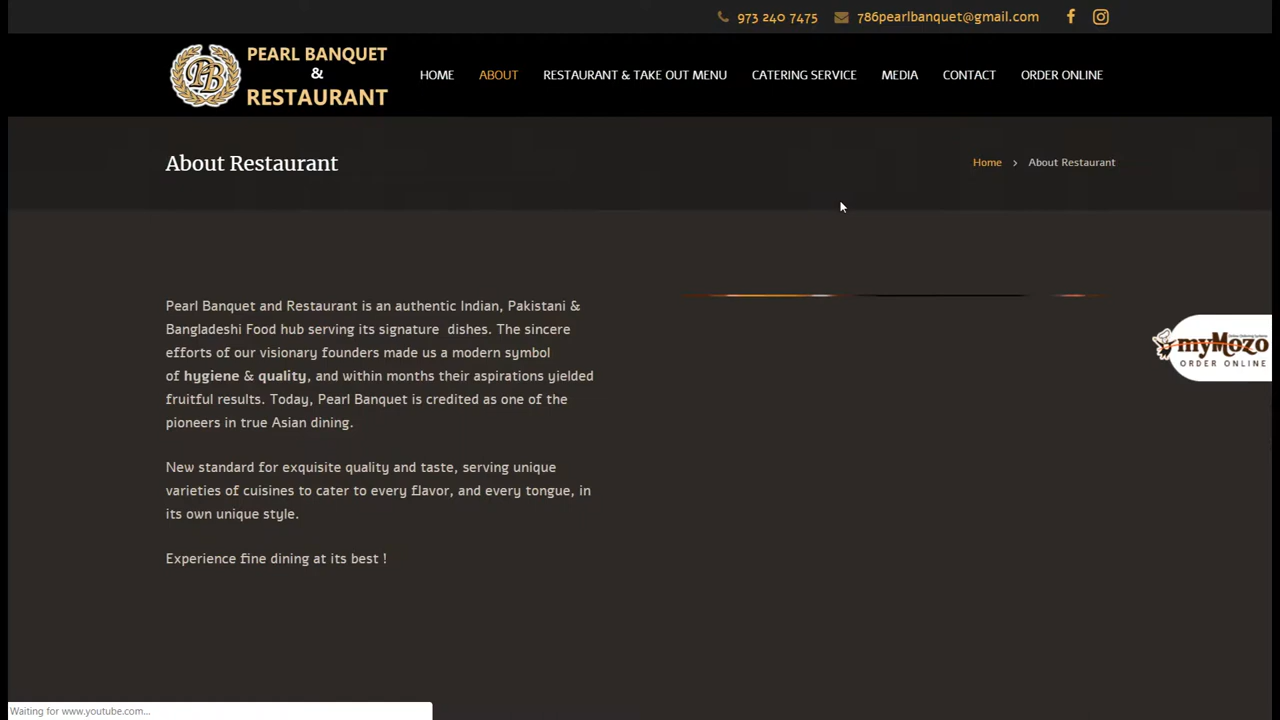 973 240 7475 786pearlbanquet@gmail.com
PB
PEARL BANQUET
&
RESTAURANT
HOME ABOUT RESTAURANT & TAKE OUT MENU CATERING SERVICE MEDIA CONTACT ORDER ONLINE
About Restaurant
Home > About Restaurant
Pearl Banquet and Restaurant is an authentic Indian, Pakistani &
Bangladeshi Food hub serving its signature dishes. The sincere
efforts of our visionary founders made us a modern symbol
of hygiene & quality, and within months their aspirations yielded
fruitful results. Today, Pearl Banquet is credited as one of the
pioneers in true Asian dining.
New standard for exquisite quality and taste, serving unique
varieties of cuisines to cater to every flavor, and every tongue, in
its own unique style.
Experience fine dining at its best !
myMozo
ORDER ONLINE
Waiting for www.youtube.com...